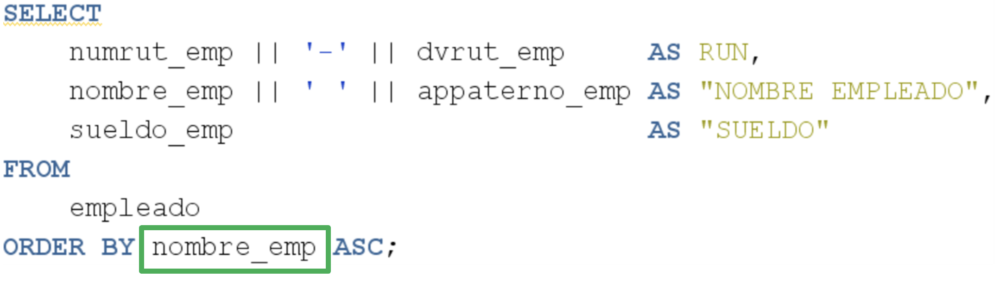 SELECT
numrut_emp || '-' || dvrut_emp AS RUN,
nombre_emp || ' ' || appaterno_emp AS "NOMBRE EMPLEADO",
sueldo_emp AS "SUELDO"
FROM
empleado
ORDER BY nombre_emp ASC;